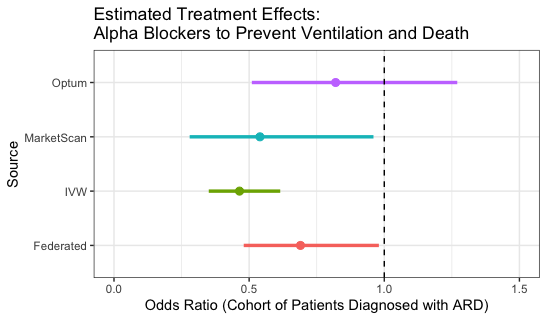 Estimated Treatment Effects:
Alpha Blockers to Prevent Ventilation and Death
Source
Optum
MarketScan
IVW
Federated
0.0
0.5
1.0
1.5
Odds Ratio (Cohort of Patients Diagnosed with ARD)